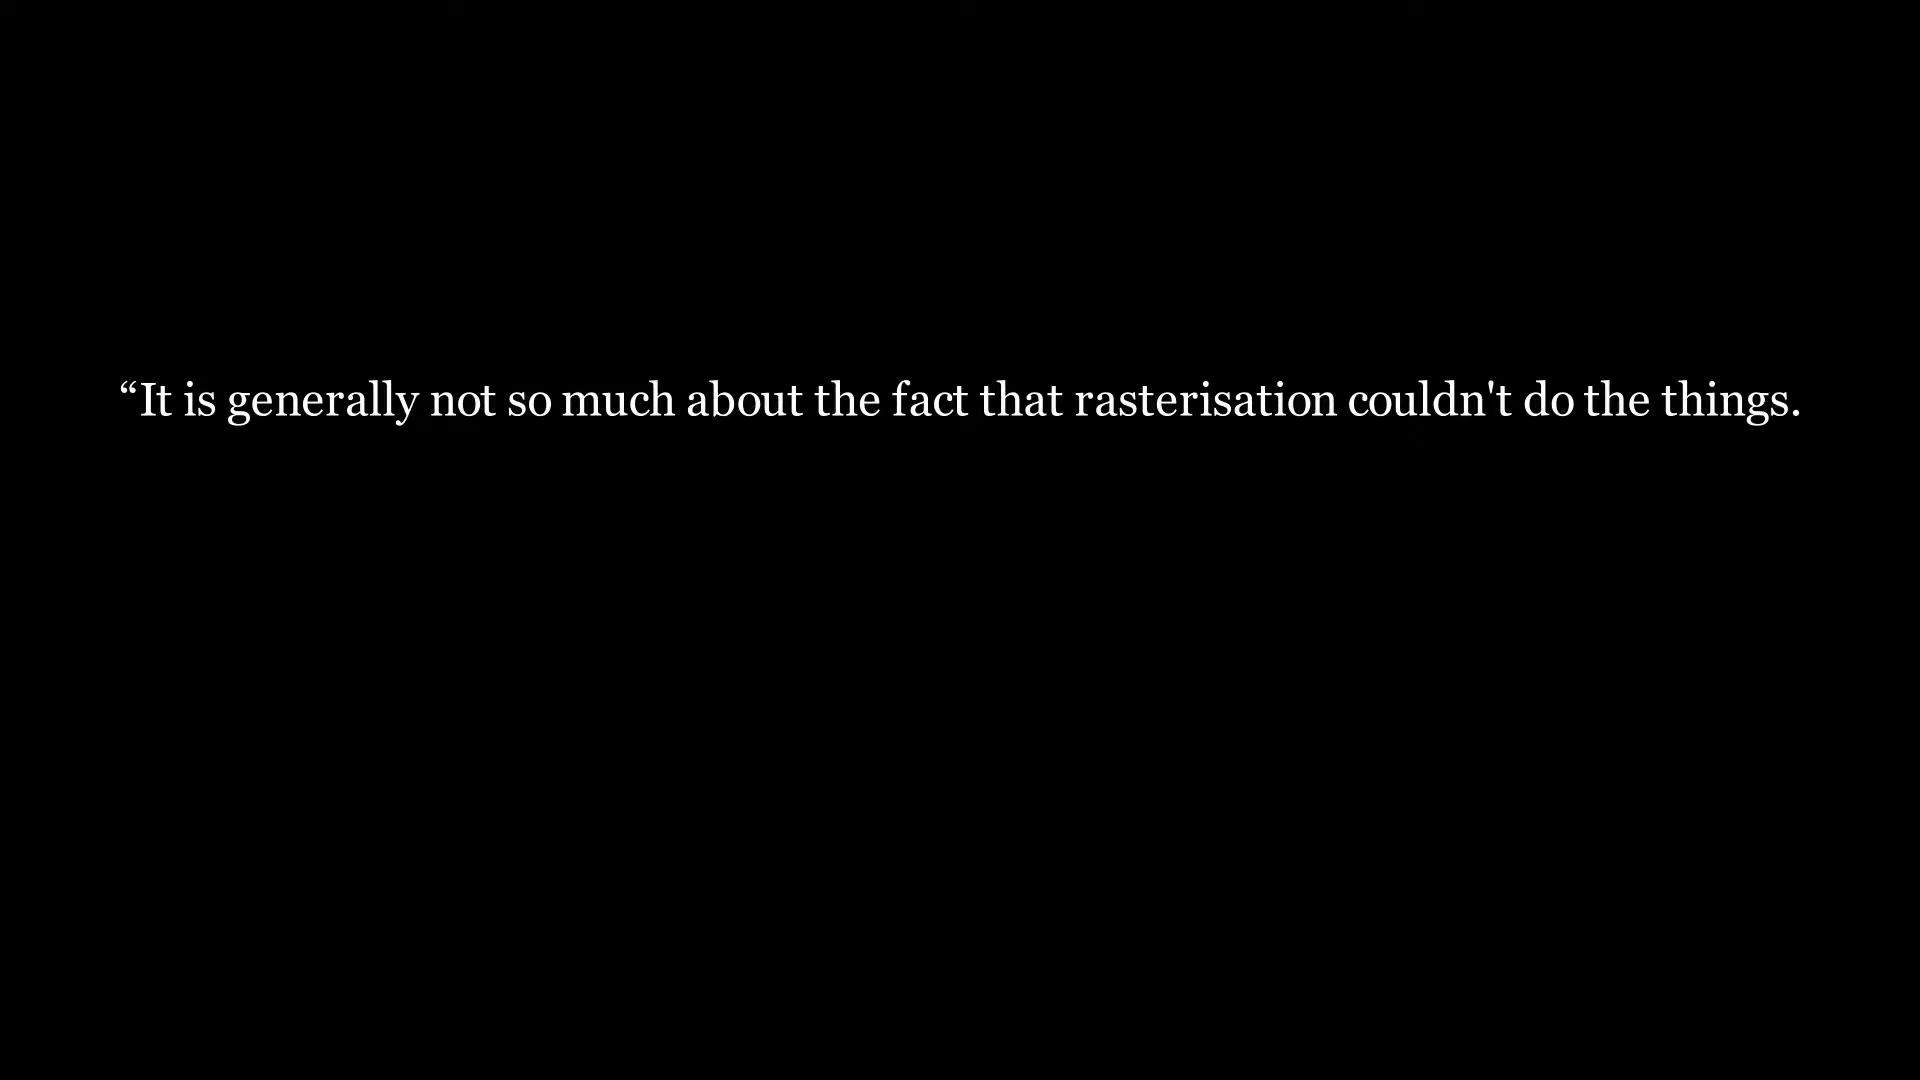 “It is generally not so much about the fact that rasterisation couldn't do the things.